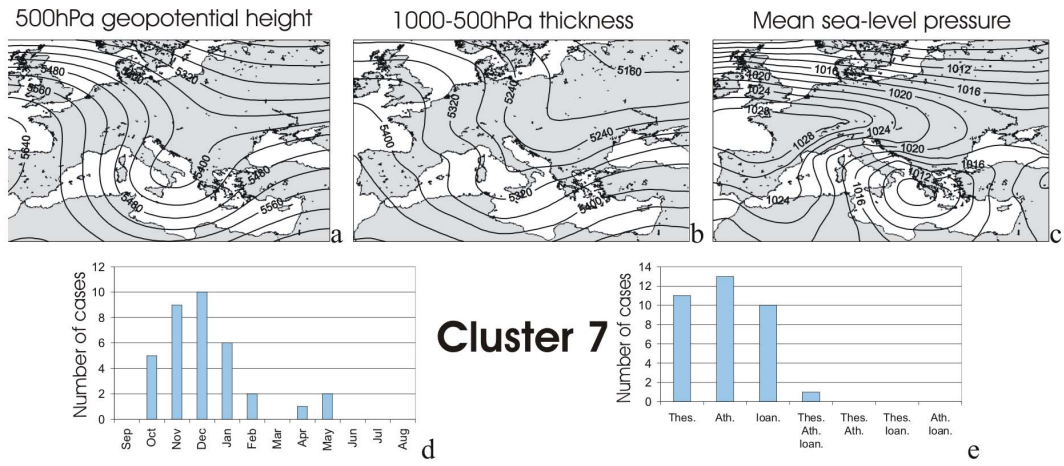 500hPa geopotential height
1000-500hPa thickness
Mean sea-level pressure
5480
5560
5640
5480
5320
5400
5480
5480
5560
a
5320
5400
5240
5160
5240
5320
5400
b
1020
1024
1028
1016
1012
1016
1020
1028
1024
1020
1016
1012
1016
1024
c
Number of cases
12
10
8
6
4
2
0
Sep
Oct
Nov
Dec
Jan
Feb
Mar
Apr
May
Jun
Jul
Aug
d
Cluster 7
Number of cases
14
12
10
8
6
4
2
0
Thes.
Ath.
Ioan.
Thes.
Ath.
Ioan.
Thes.
Ath.
Thes.
Ioan.
Ath.
Ioan.
e